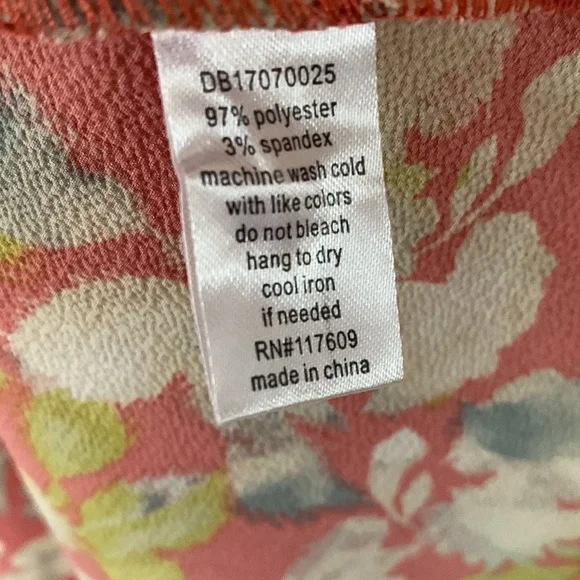 DB17070025
97% polyester
3% spandex
machine wash cold
with like colors
do not bleach
hang to dry
cool iron
if needed
RN#117609
made in china